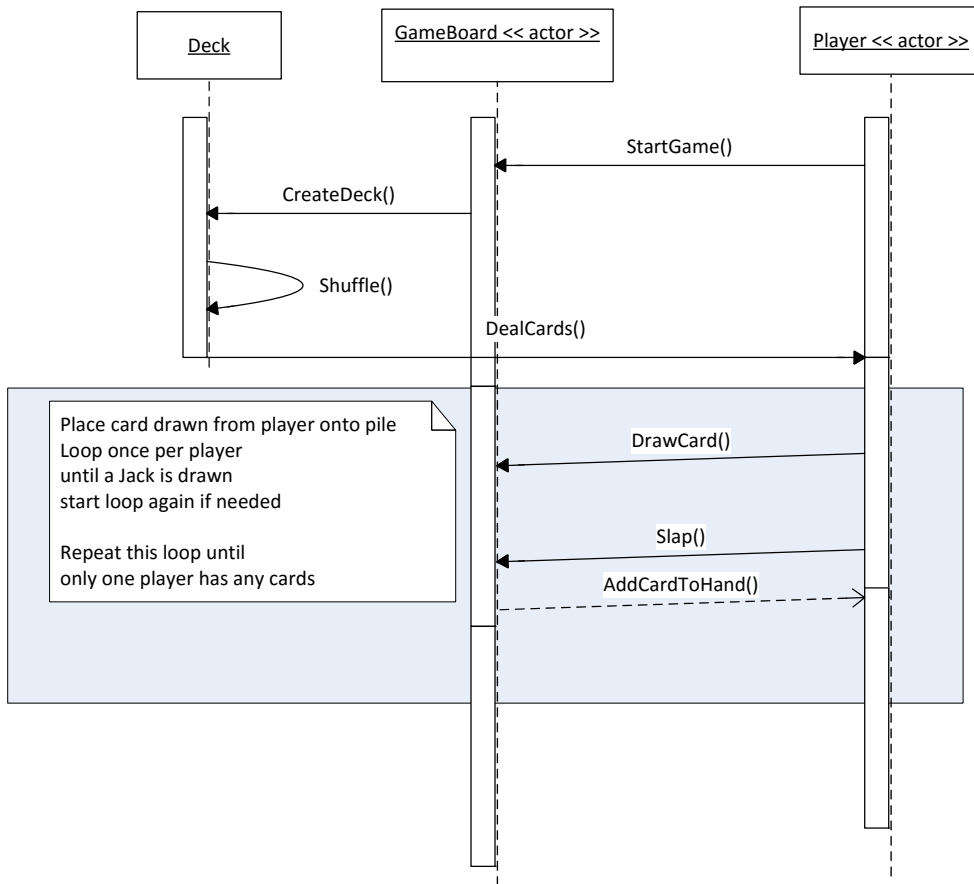 Deck
GameBoard << actor >>
Player << actor >>
StartGame()
CreateDeck()
Shuffle()
DealCards()
Place card drawn from player onto pile
Loop once per player
until a Jack is drawn
start loop again if needed
Repeat this loop until
only one player has any cards
DrawCard()
Slap()
AddCardToHand()